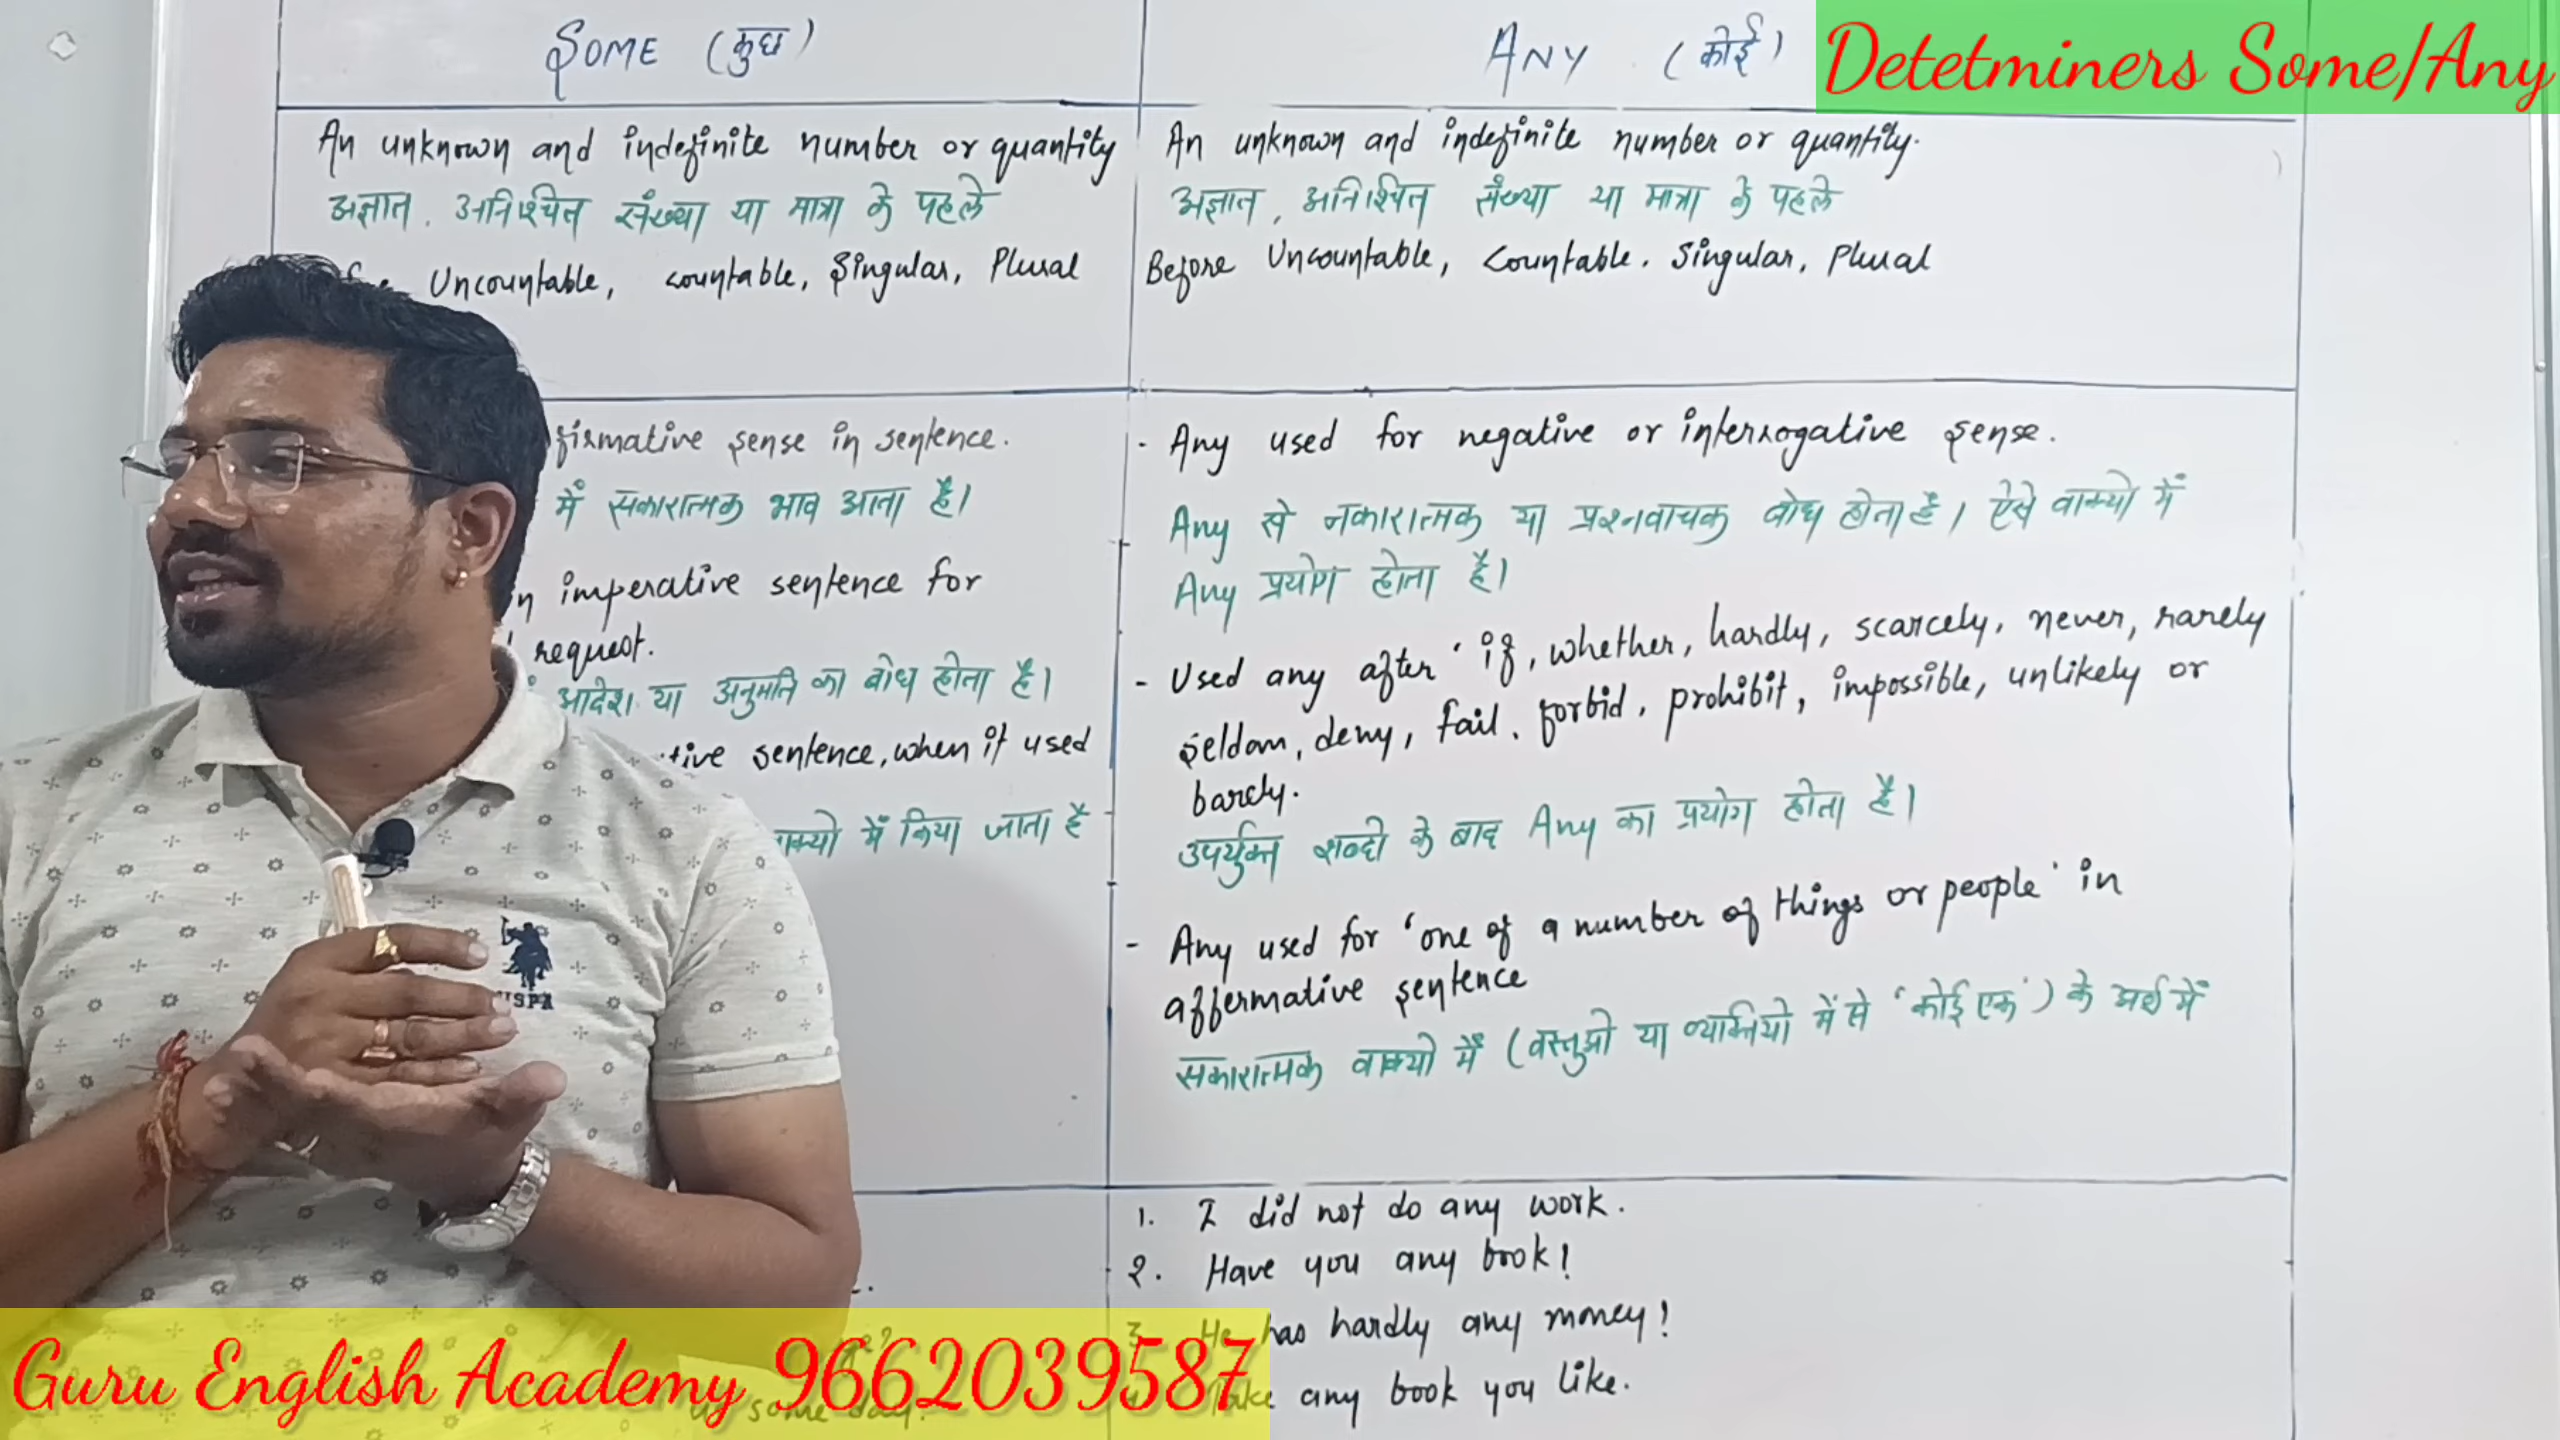 SOME (कुछ)
ANY (कोई)
Detetminers Some/Any
An unknown and indefinite number or quantity
अज्ञात, अनिश्चित संख्या या मात्रा के पहले
Uncountable, countable, Singular, Plural
An unknown and indefinite number or quantity.
अज्ञात, अनिश्चित संख्या या मात्रा के पहले
Before Uncountable, Countable, Singular, Plural
firmative sense in sentence.
में सकारात्मक भाव आता है।
n imperative sentence for
request.
आदेश या अनुमति का बोध होता है।
tive sentence, when it used
में किया जाता है
- Any used for negative or interrogative sense.
Any से नकारात्मक या प्रश्नवाचक बोध होता है। ऐसे वाक्यो में
Any प्रयोग होता है।
- Used any after 'if, whether, hardly, scarcely, never, rarely
seldom, deny, fail, forbid, prohibit, impossible, unlikely or
barely.
उपर्युक्त शब्दो के बाद Any का प्रयोग होता है।
- Any used for 'one of a number of things or people' in
affermative sentence
सकारात्मक वाक्यो में (वस्तुओ या व्यक्तियो में से 'कोई एक') के अर्थ में
1. I did not do any work.
2. Have you any book!
3. He has hardly any money!
Take any book you like.
some day.
USPA
Guru English Academy 9662039587